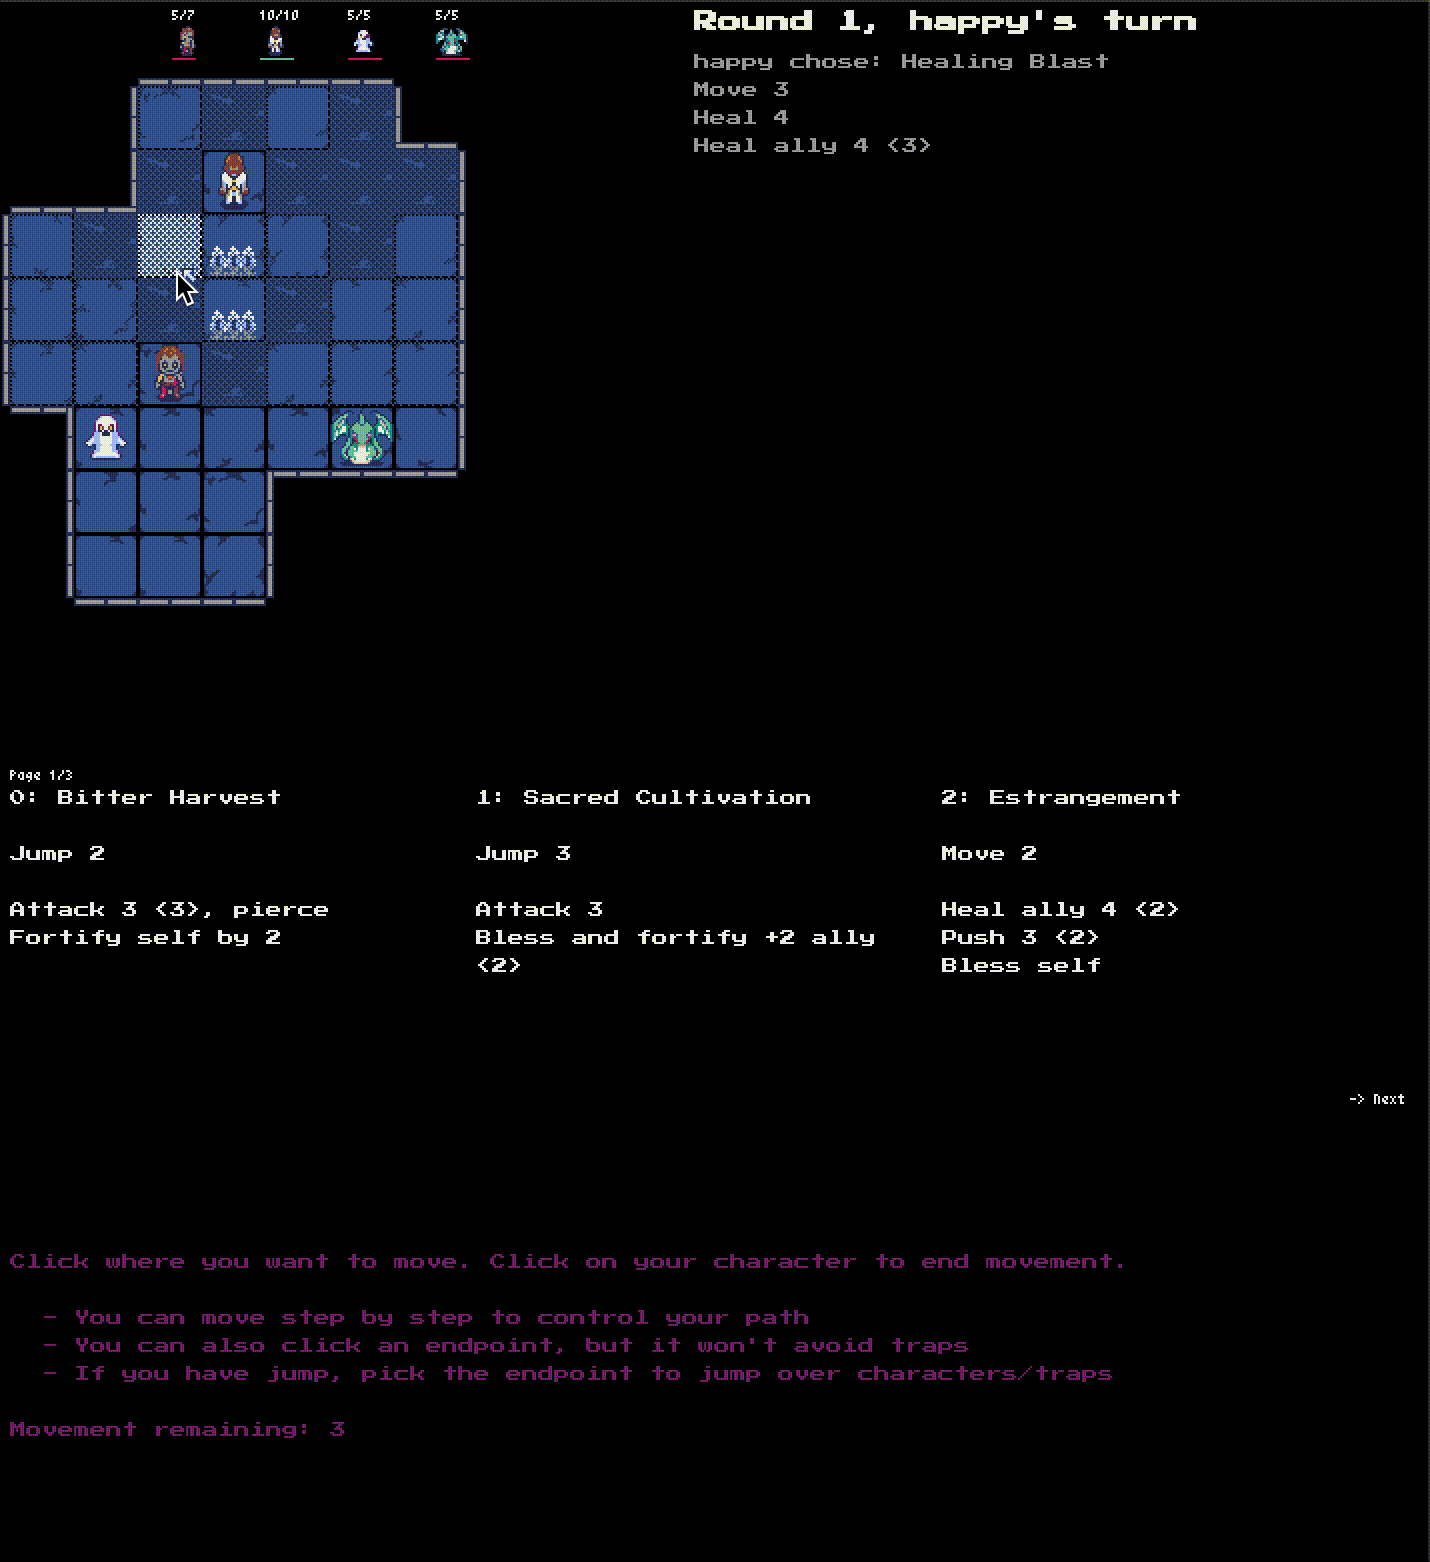 5/7 10/10 5/5 5/5
Round 1, happy's turn
happy chose: Healing Blast
Move 3
Heal 4
Heal ally 4 <3>
Page 1/3
0: Bitter Harvest
Jump 2
Attack 3 <3>, pierce
Fortify self by 2
1: Sacred Cultivation
Jump 3
Attack 3
Bless and fortify +2 ally
<2>
2: Estrangement
Move 2
Heal ally 4 <2>
Push 3 <2>
Bless self
-> Next
Click where you want to move. Click on your character to end movement.
- You can move step by step to control your path
- You can also click an endpoint, but it won't avoid traps
- If you have jump, pick the endpoint to jump over characters/traps
Movement remaining: 3